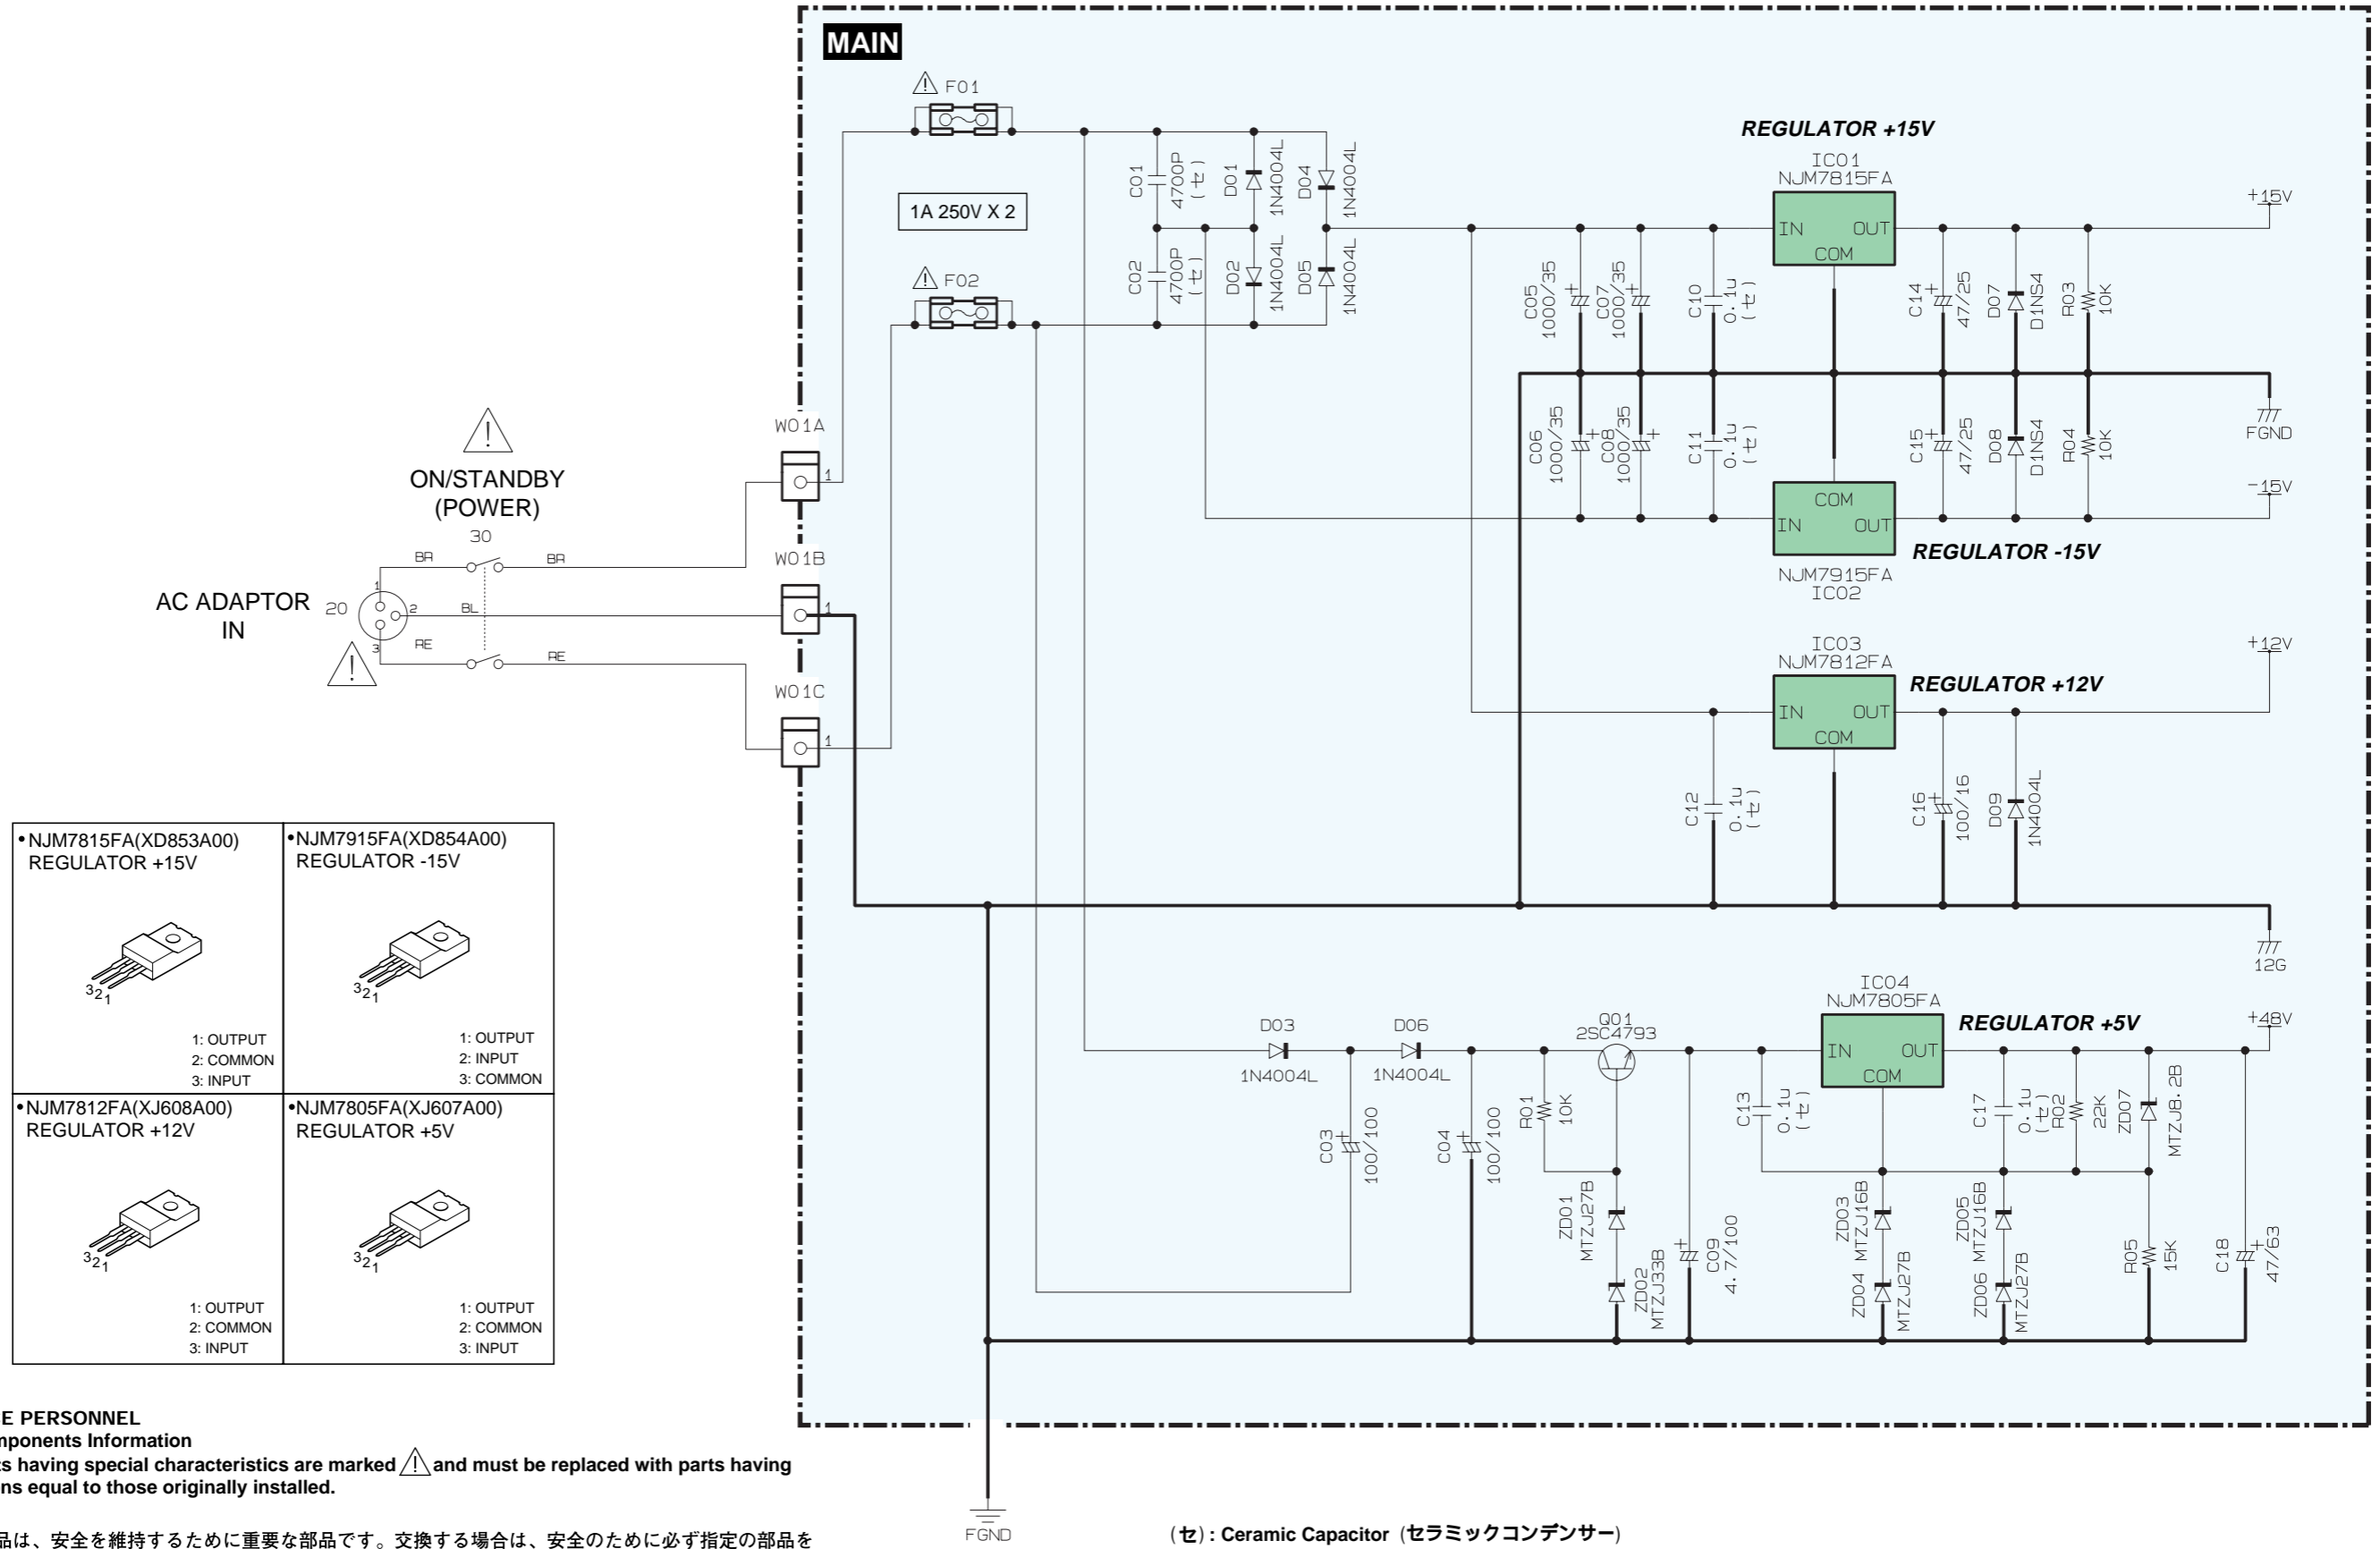 MAIN
F01
1A 250V X 2
F02
C01
4700P
(セ)
D01
1N4004L
D04
1N4004L
C02
4700P
(セ)
D02
1N4004L
D05
1N4004L
REGULATOR +15V
IC01
NJM7815FA
IN
OUT
COM
+15V
C05
1000/35
+
C07
1000/35
+
C10
0.1u
(セ)
C14
+
47/25
D07
D1NS4
R03
10K
FGND
C06
1000/35
+
C08
1000/35
+
C11
0.1u
(セ)
C15
+
47/25
D08
D1NS4
R04
10K
-15V
COM
IN
OUT
REGULATOR -15V
NJM7915FA
IC02
ON/STANDBY
(POWER)
30
BR
BR
AC ADAPTOR
IN
20
1
2
3
BL
RE
RE
W01A
1
W01B
1
W01C
1
IC03
NJM7812FA
REGULATOR +12V
IN
OUT
COM
+12V
C12
0.1u
(セ)
C16
+
100/16
D09
1N4004L
12G
•NJM7815FA(XD853A00)
REGULATOR +15V
321
1: OUTPUT
2: COMMON
3: INPUT
•NJM7915FA(XD854A00)
REGULATOR -15V
321
1: OUTPUT
2: INPUT
3: COMMON
•NJM7812FA(XJ608A00)
REGULATOR +12V
321
1: OUTPUT
2: COMMON
3: INPUT
•NJM7805FA(XJ607A00)
REGULATOR +5V
321
1: OUTPUT
2: COMMON
3: INPUT
D03
1N4004L
D06
1N4004L
Q01
2SC4793
IC04
NJM7805FA
REGULATOR +5V
IN
OUT
COM
+48V
C03
+
100/100
C04
+
100/100
R01
10K
C13
0.1u
(セ)
C17
0.1u
(セ)
R02
22K
ZD07
MTZJ8.2B
ZD01
MTZJ27B
ZD02
MTZJ33B
C09
+
4.7/100
ZD03
MTZJ16B
ZD04
MTZJ27B
ZD05
MTZJ16B
ZD06
MTZJ27B
R05
15K
C18
+
47/63
FGND
E PERSONNEL
mponents Information
ts having special characteristics are marked and must be replaced with parts having
ns equal to those originally installed.
品は、安全を維持するために重要な部品です。交換する場合は、安全のために必ず指定の部品を
(セ) : Ceramic Capacitor (セラミックコンデンサー)